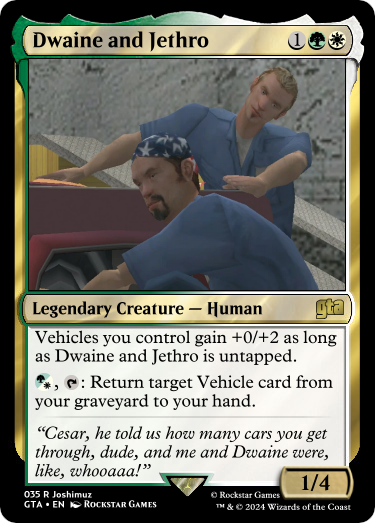 Dwaine and Jethro 1
Legendary Creature — Human gta
Vehicles you control gain +0/+2 as long
as Dwaine and Jethro is untapped.
, : Return target Vehicle card from
your graveyard to your hand.
“Cesar, he told us how many cars you get
through, dude, and me and Dwaine were,
like, whoaaaa!”
1/4
035 R Joshimuz
GTA • EN Rockstar Games
© Rockstar Games
™ & © 2024 Wizards of the Coast